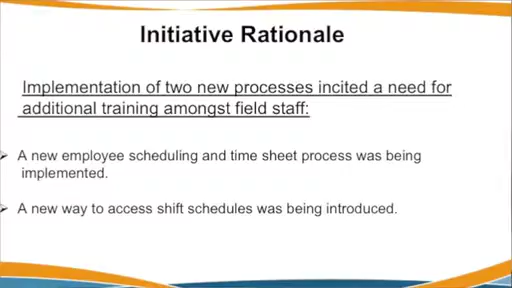 Initiative Rationale
Implementation of two new processes incited a need for
additional training amongst field staff:
A new employee scheduling and time sheet process was being
implemented.
A new way to access shift schedules was being introduced.